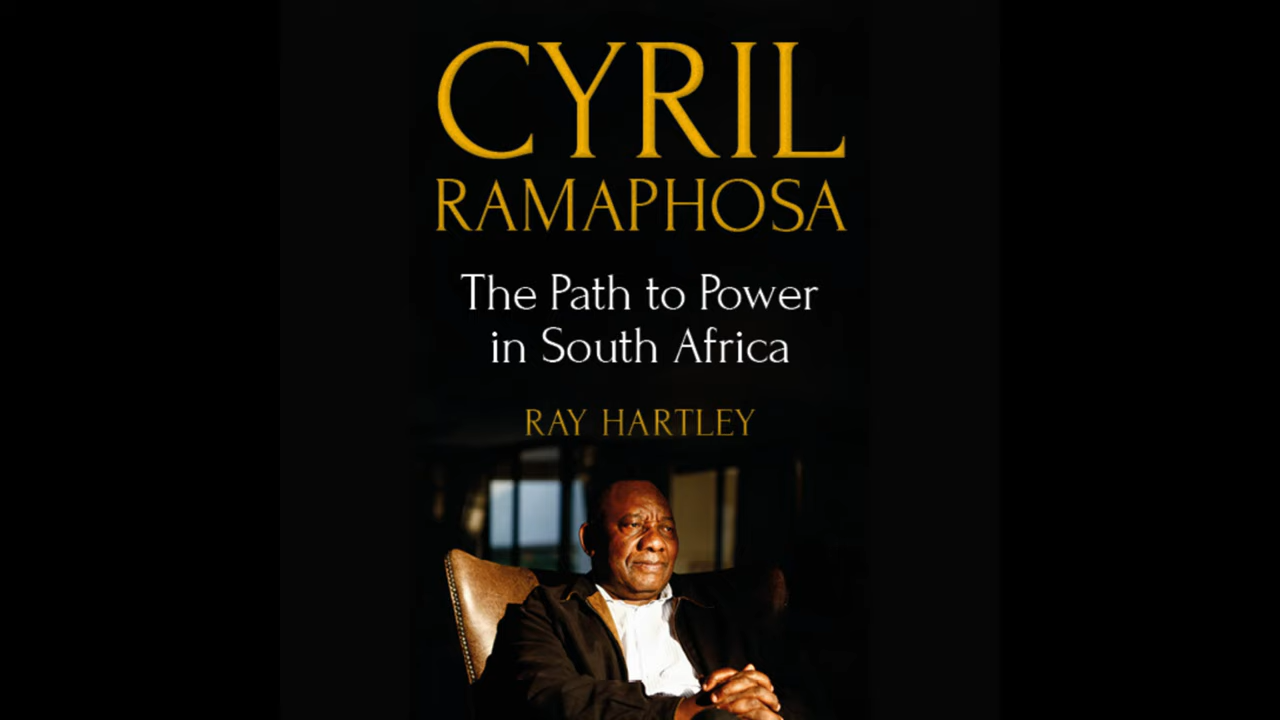 CYRIL
RAMAPHOSA
The Path to Power
in South Africa
RAY HARTLEY